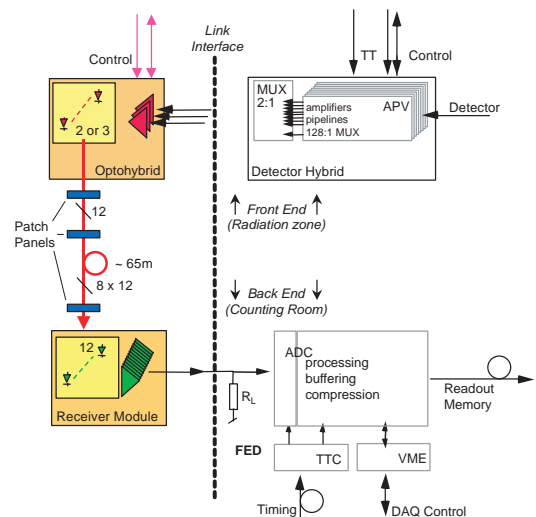 Link
Interface
Control
TT
Control
MUX
2:1
APV
amplifiers
pipelines
128:1 MUX
Detector
2 or 3
Optohybrid
Detector Hybrid
12
Patch
Panels
Front End
(Radiation zone)
~ 65m
8 x 12
Back End
(Counting Room)
12
Receiver Module
RL
ADC
processing
buffering
compression
Readout
Memory
FED
TTC
VME
Timing
DAQ Control